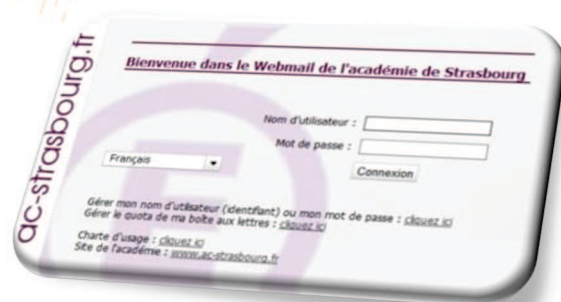 ac-strasbourg.fr
Bienvenue dans le Webmail de l'académie de Strasbourg
Nom d'utilisateur :
Mot de passe :
Français
Connexion
Gérer mon nom d'utilsateur (identifiant) ou mon mot de passe : cliquez ici
Gérer le quota de ma boîte aux lettres : cliquez ici
Charte d'usage : cliquez ici
Site de l'académie : www.ac-strasbourg.fr